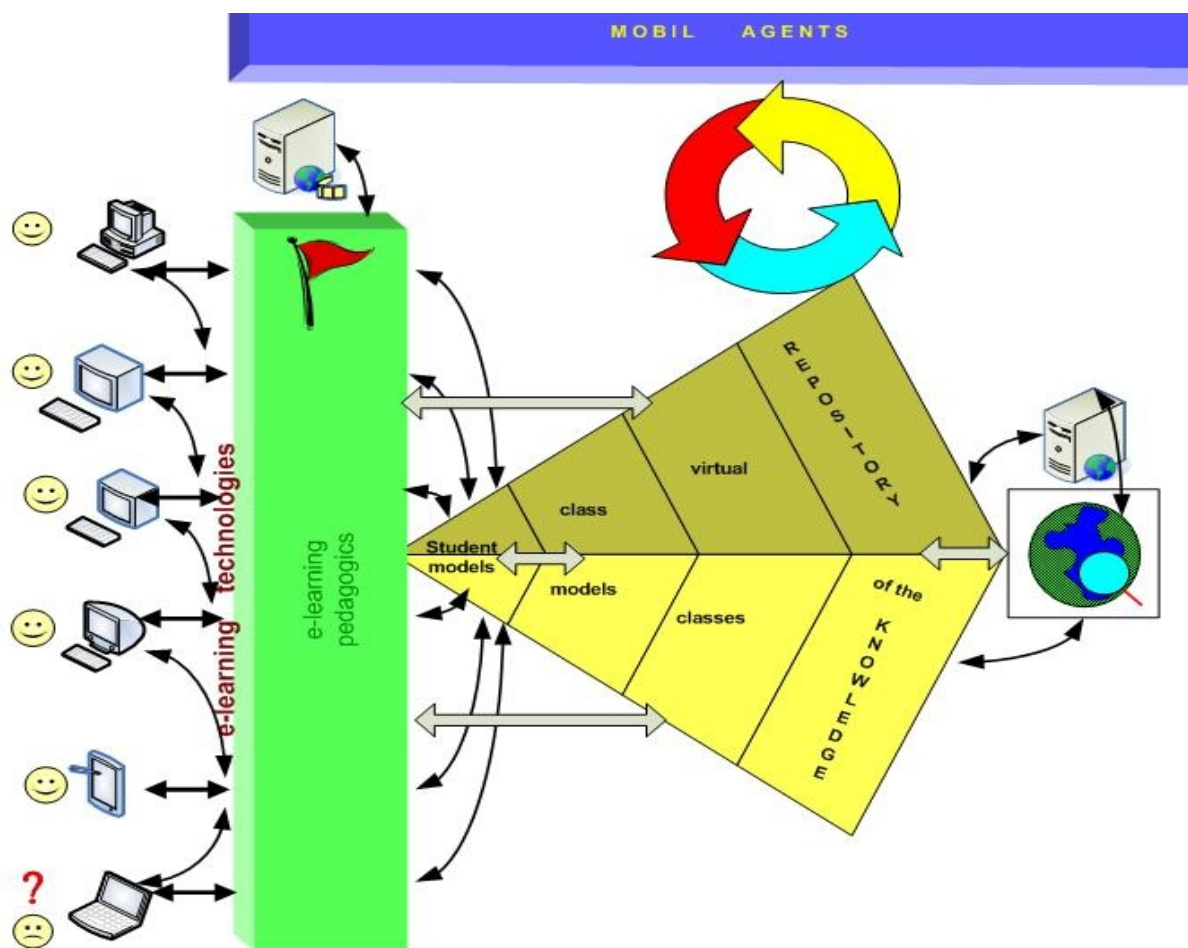 MOBIL AGENTS
REPOSITORY
virtual
class
Student
models
models
of the
classes
KNOWLEDGE
e-learning technologies
e-learning
pedagogics
?